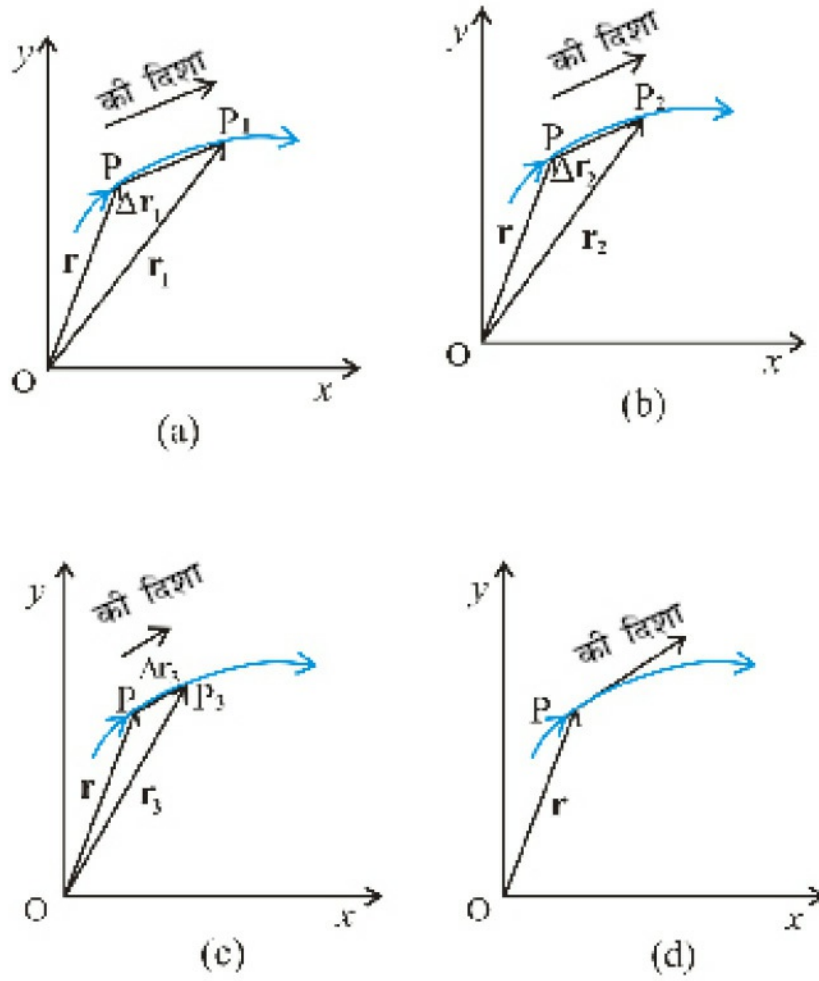 y
की दिशा
P₁
P
Δr₁
r
r₁
O
x
(a)
y
की दिशा
P₂
P
Δr₂
r
r₂
O
x
(b)
y
की दिशा
Δr₃
P
P₃
r
r₃
O
x
(c)
y
की दिशा
P
r
O
x
(d)